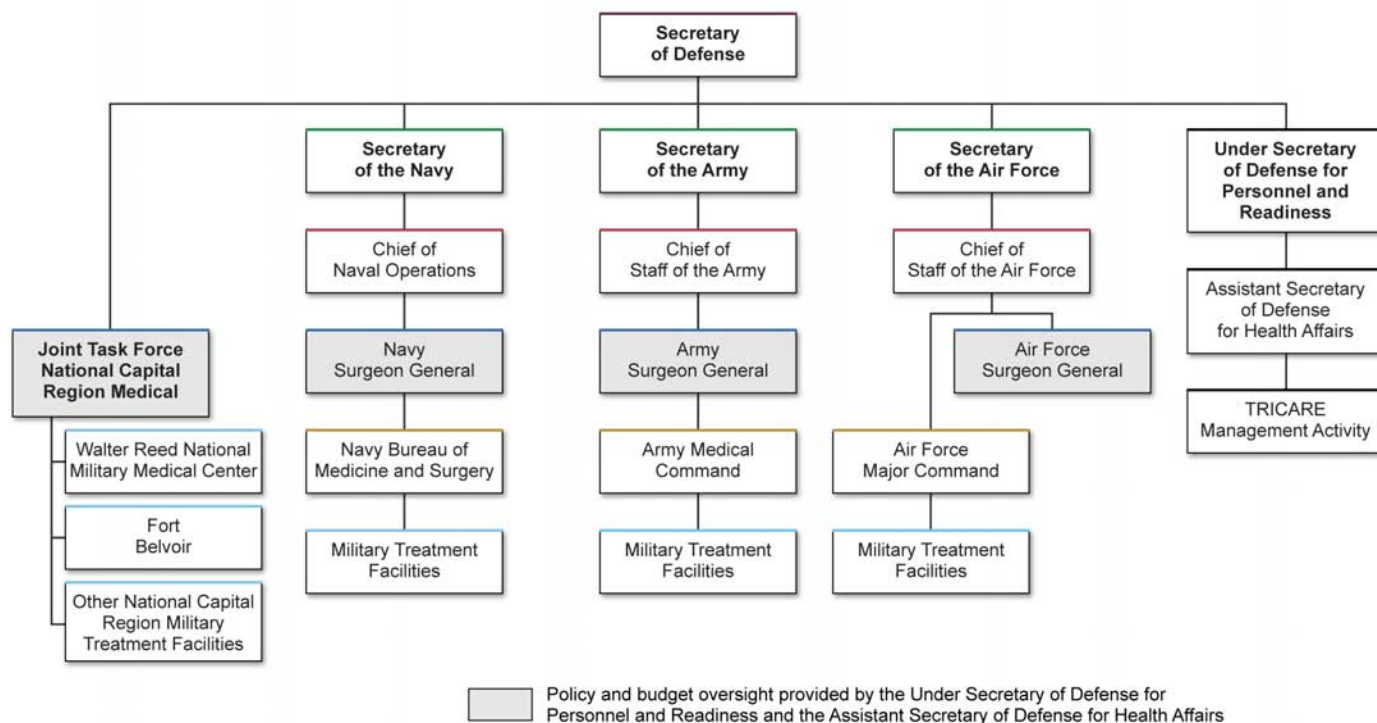 Secretary
of Defense
Secretary
of the Navy
Secretary
of the Army
Secretary
of the Air Force
Under Secretary
of Defense for
Personnel and
Readiness
Chief of
Naval Operations
Chief of
Staff of the Army
Chief of
Staff of the Air Force
Assistant Secretary
of Defense
for Health Affairs
Joint Task Force
National Capital
Region Medical
Navy
Surgeon General
Army
Surgeon General
Air Force
Surgeon General
TRICARE
Management Activity
Walter Reed National
Military Medical Center
Navy Bureau of
Medicine and Surgery
Army Medical
Command
Air Force
Major Command
Fort
Belvoir
Military Treatment
Facilities
Military Treatment
Facilities
Military Treatment
Facilities
Other National Capital
Region Military
Treatment Facilities
Policy and budget oversight provided by the Under Secretary of Defense for
Personnel and Readiness and the Assistant Secretary of Defense for Health Affairs